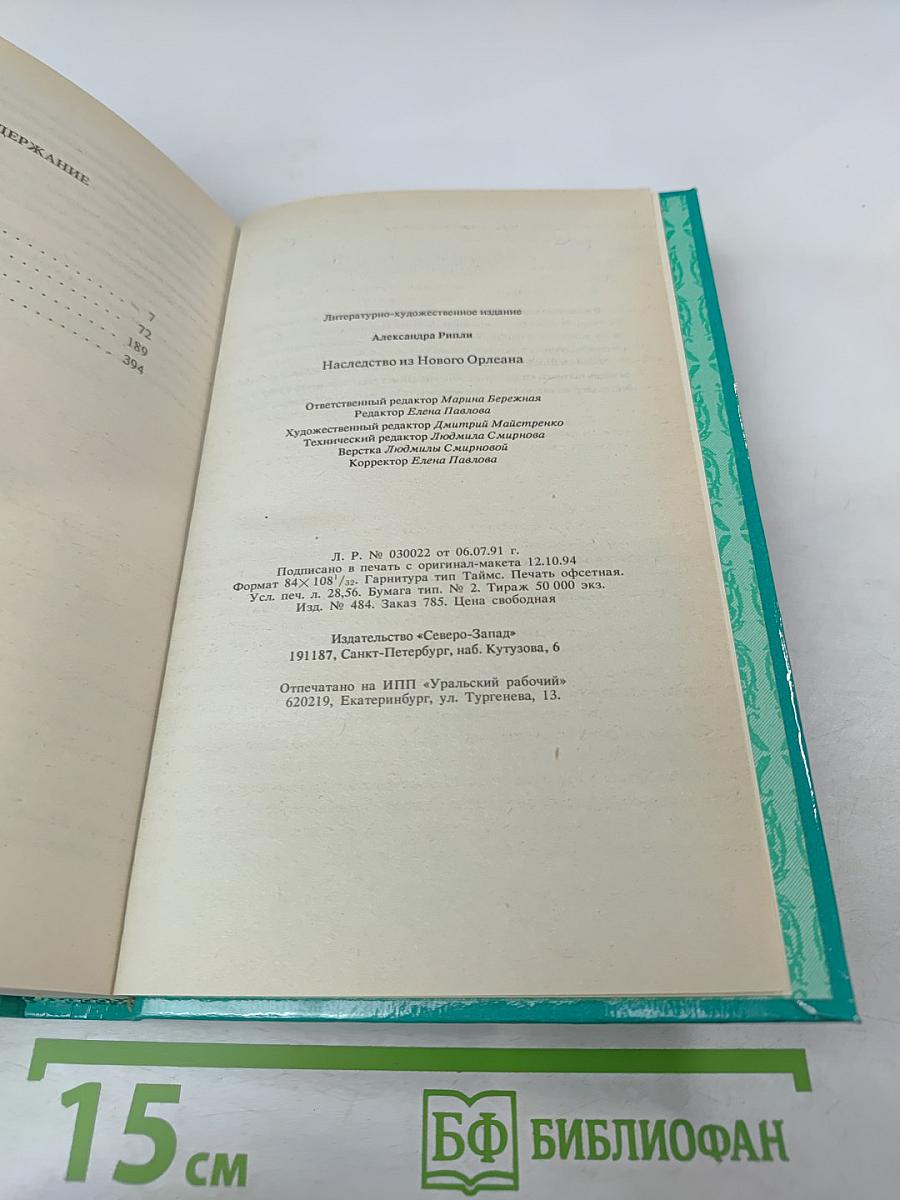 ДЕРЖАНИЕ
7
72
189
394
Литературно-художественное издание
Александра Рипли
Наследство из Нового Орлеана
Ответственный редактор Марина Бережная
Редактор Елена Павлова
Художественный редактор Дмитрий Майстренко
Технический редактор Людмила Смирнова
Верстка Людмилы Смирновой
Корректор Елена Павлова
Л. Р. № 030022 от 06.07.91 г.
Подписано в печать с оригинал-макета 12.10.94
Формат 84×108¹/₃₂. Гарнитура тип Таймс. Печать офсетная.
Усл. печ. л. 28,56. Бумага тип. № 2. Тираж 50 000 экз.
Изд. № 484. Заказ 785. Цена свободная
Издательство «Северо-Запад»
191187, Санкт-Петербург, наб. Кутузова, 6
Отпечатано на ИПП «Уральский рабочий»
620219, Екатеринбург, ул. Тургенева, 13.
15 см
БФ БИБЛИОФАН